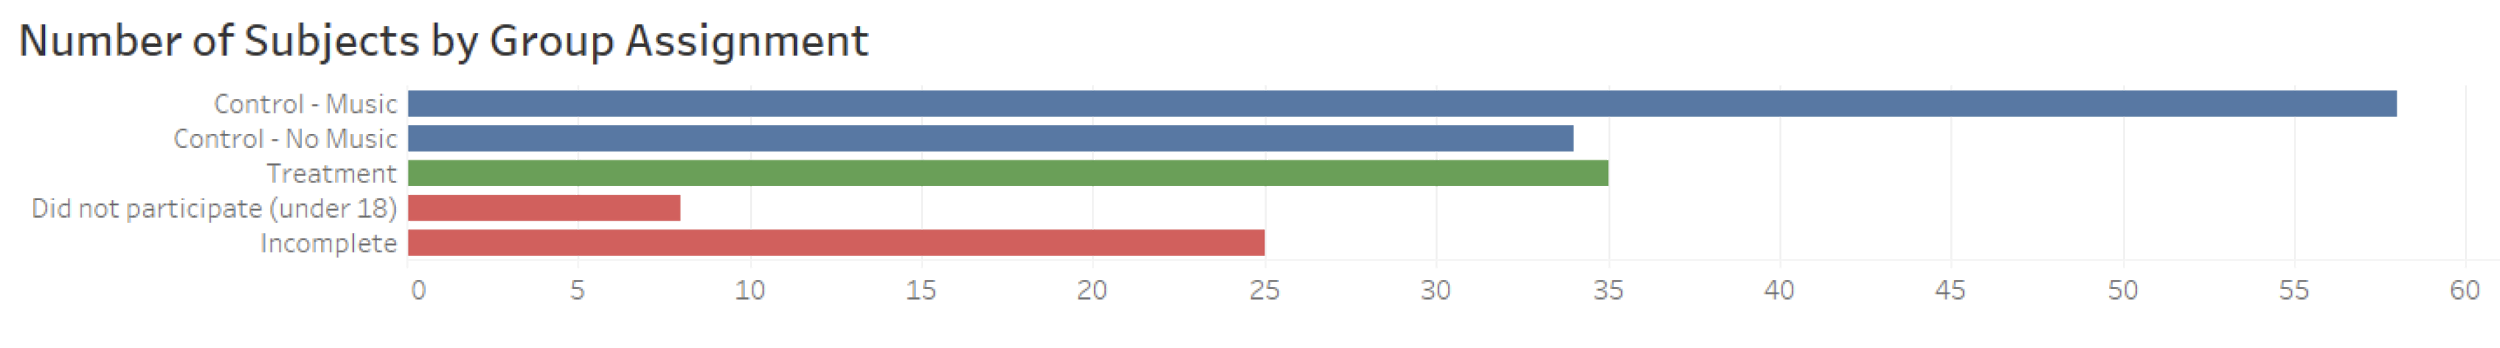 Number of Subjects by Group Assignment
Control - Music
Control - No Music
Treatment
Did not participate (under 18)
Incomplete
0 5 10 15 20 25 30 35 40 45 50 55 60